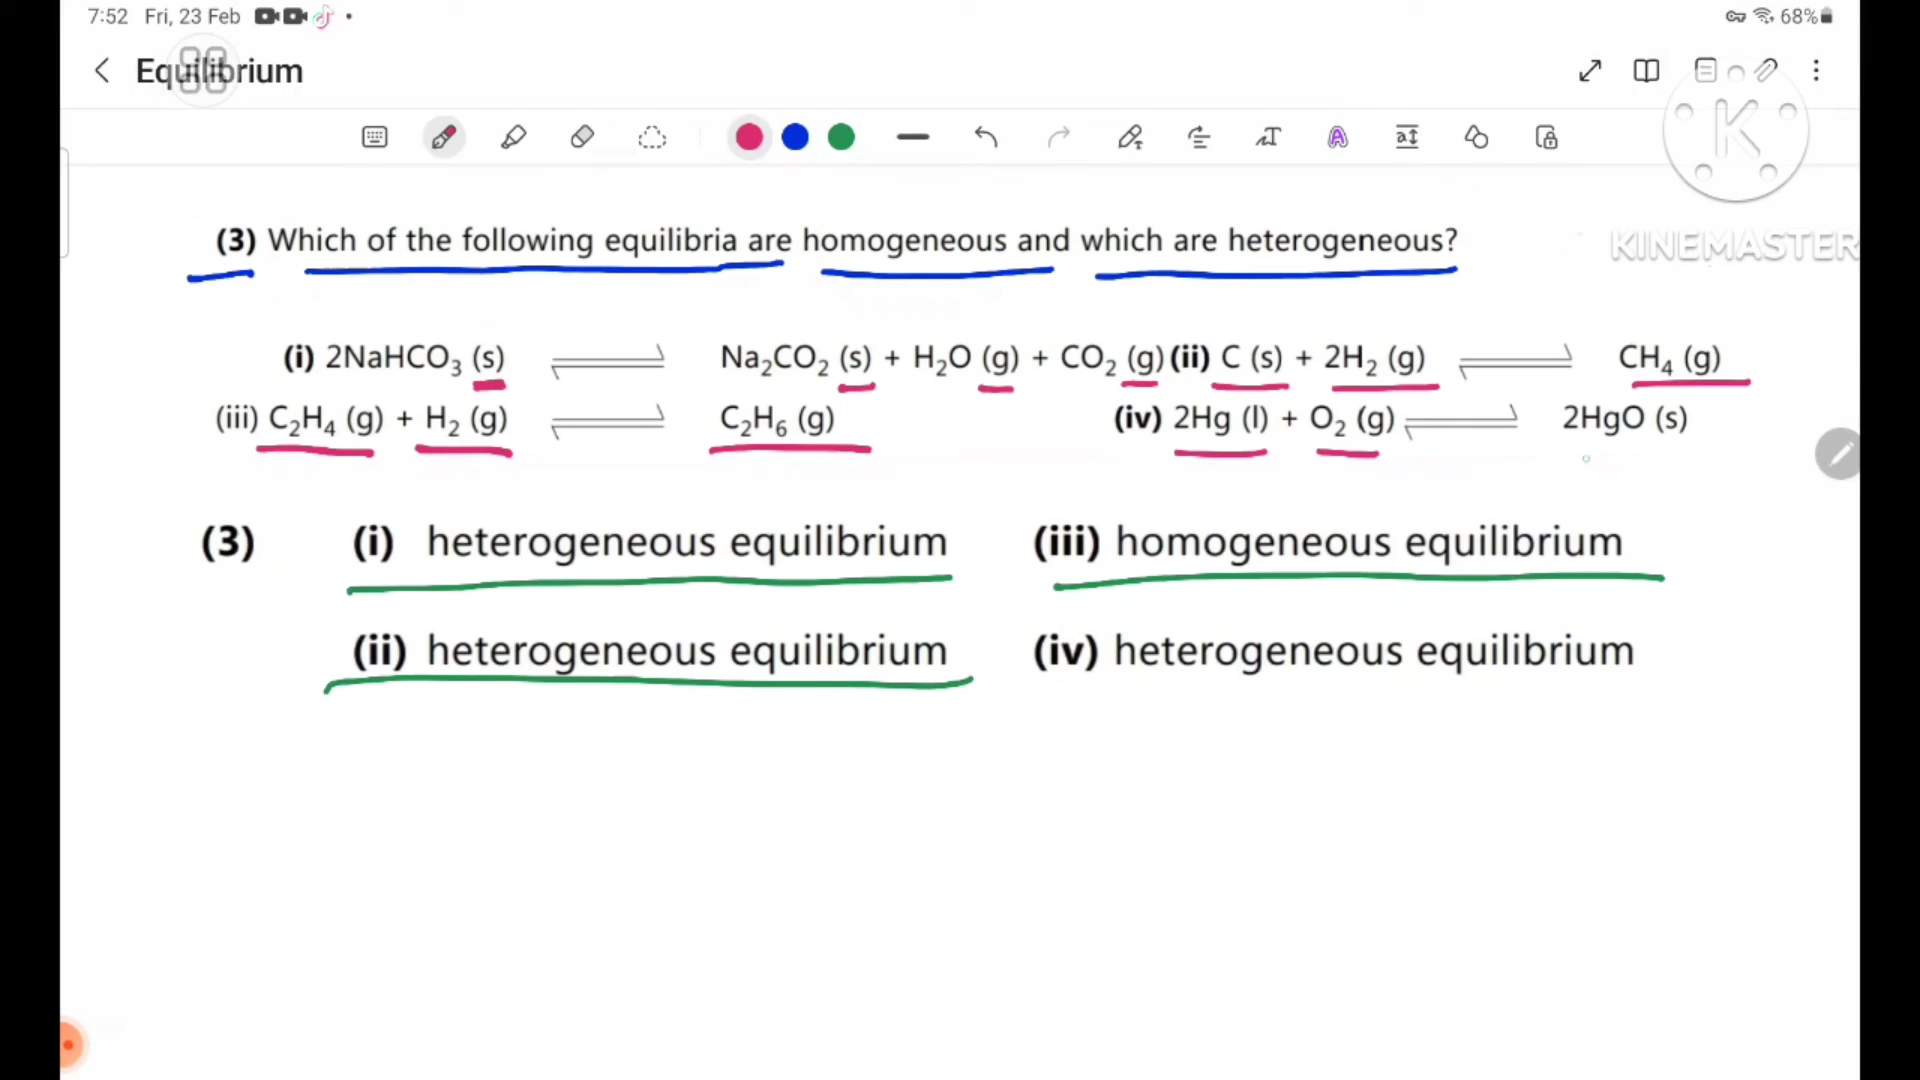 7:52 Fri, 23 Feb
68%
Equilibrium
K
KINEMASTER
(3) Which of the following equilibria are homogeneous and which are heterogeneous?
(i) 2NaHCO₃ (s) ⇌ Na₂CO₂ (s) + H₂O (g) + CO₂ (g) (ii) C (s) + 2H₂ (g) ⇌ CH₄ (g)
(iii) C₂H₄ (g) + H₂ (g) ⇌ C₂H₆ (g) (iv) 2Hg (l) + O₂ (g) ⇌ 2HgO (s)
(3) (i) heterogeneous equilibrium (iii) homogeneous equilibrium
(ii) heterogeneous equilibrium (iv) heterogeneous equilibrium